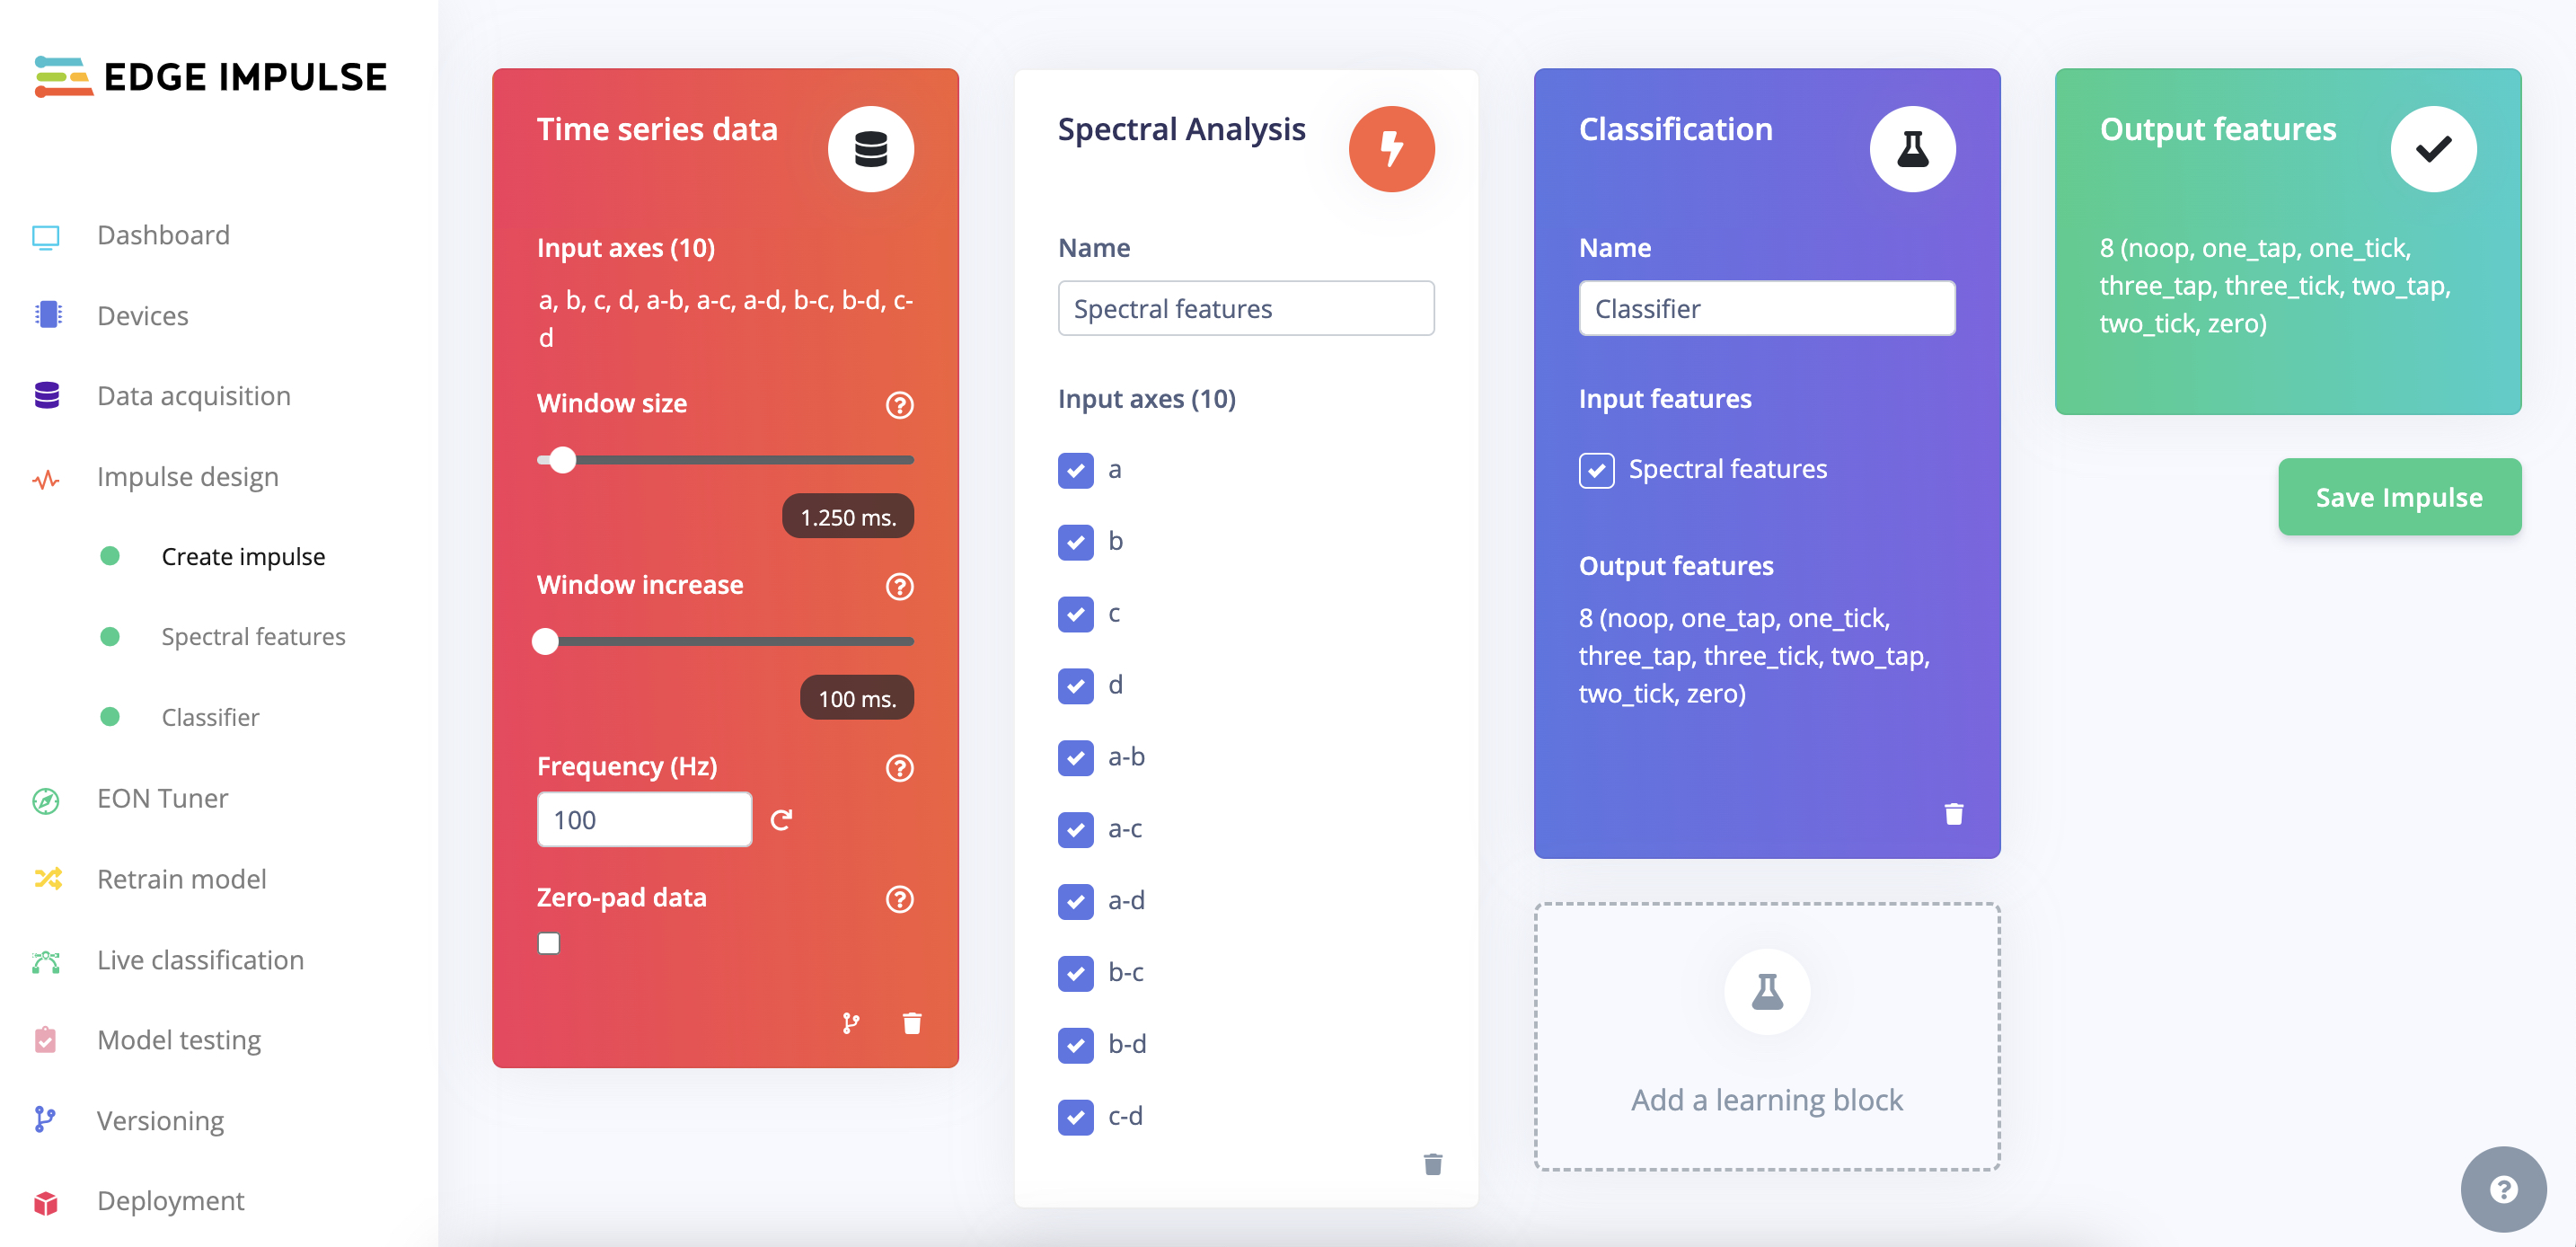 EDGE IMPULSE
Dashboard
Devices
Data acquisition
Impulse design
Create impulse
Spectral features
Classifier
EON Tuner
Retrain model
Live classification
Model testing
Versioning
Deployment
Time series data
Input axes (10)
a, b, c, d, a-b, a-c, a-d, b-c, b-d, c-
d
Window size
1.250 ms.
Window increase
100 ms.
Frequency (Hz)
100
Zero-pad data
Spectral Analysis
Name
Spectral features
Input axes (10)
a
b
c
d
a-b
a-c
a-d
b-c
b-d
c-d
Classification
Name
Classifier
Input features
Spectral features
Output features
8 (noop, one_tap, one_tick,
three_tap, three_tick, two_tap,
two_tick, zero)
Add a learning block
Output features
8 (noop, one_tap, one_tick,
three_tap, three_tick, two_tap,
two_tick, zero)
Save Impulse